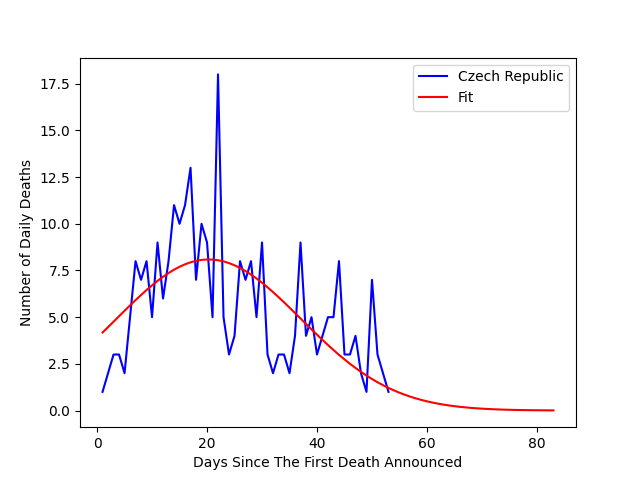 Czech Republic
Fit
17.5
15.0
12.5
10.0
7.5
5.0
2.5
0.0
Number of Daily Deaths
0 20 40 60 80
Days Since The First Death Announced